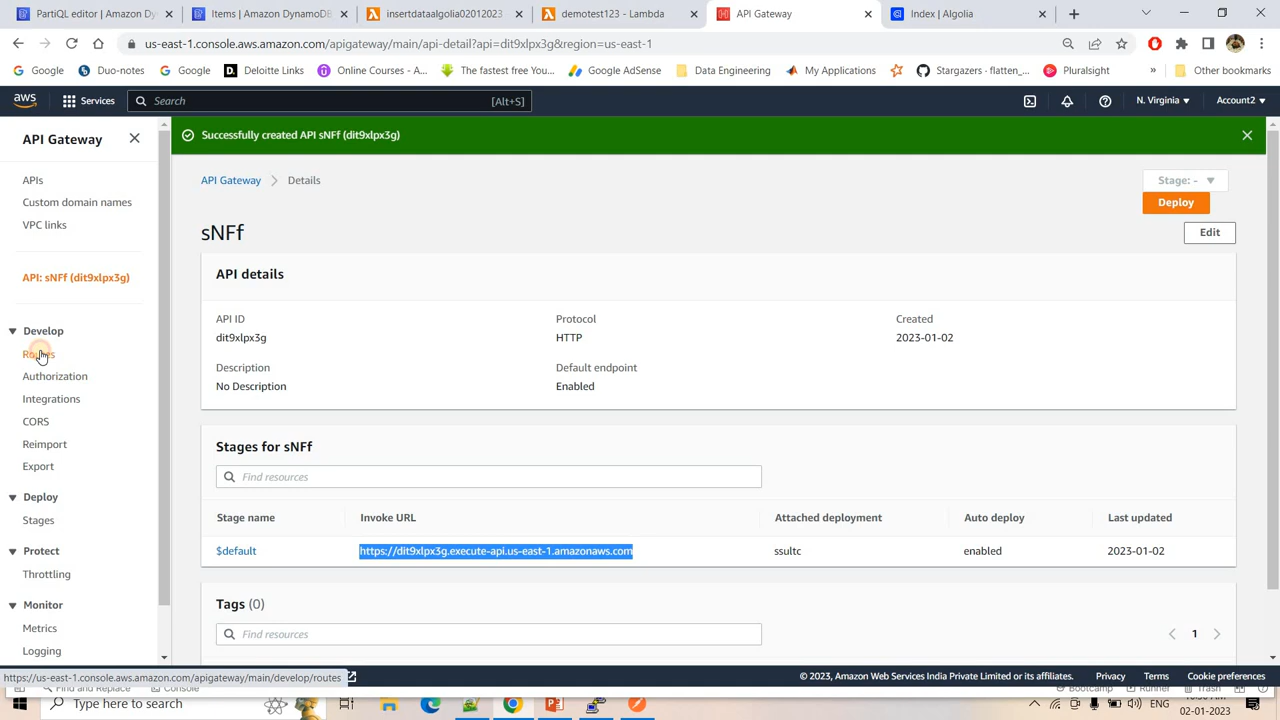 PartiQL editor | Amazon Dy
Items | Amazon DynamoDB
insertdataalgolia02012023
demotest123 - Lambda
API Gateway
Index | Algolia
us-east-1.console.aws.amazon.com/apigateway/main/api-detail?api=dit9xlpx3g&region=us-east-1
Google
Duo-notes
Google
Deloitte Links
Online Courses - A...
The fastest free You...
Google AdSense
Data Engineering
My Applications
Stargazers · flatten_...
Pluralsight
Other bookmarks
aws
Services
Search
[Alt+S]
N. Virginia
Account2
API Gateway
Successfully created API sNFf (dit9xlpx3g)
APIs
Custom domain names
VPC links
API: sNFf (dit9xlpx3g)
Develop
Routes
Authorization
Integrations
CORS
Reimport
Export
Deploy
Stages
Protect
Throttling
Monitor
Metrics
Logging
API Gateway
Details
Stage: -
Deploy
sNFf
Edit
API details
API ID
dit9xlpx3g
Protocol
HTTP
Created
2023-01-02
Description
No Description
Default endpoint
Enabled
Stages for sNFf
Find resources
Stage name
Invoke URL
Attached deployment
Auto deploy
Last updated
$default
https://dit9xlpx3g.execute-api.us-east-1.amazonaws.com
ssultc
enabled
2023-01-02
Tags (0)
Find resources
1
https://us-east-1.console.aws.amazon.com/apigateway/main/develop/routes
© 2023, Amazon Web Services India Private Limited or its affiliates.
Privacy
Terms
Cookie preferences
Find and Replace
Console
Bootcamp
Runner
Trash
Type here to search
ENG
02-01-2023